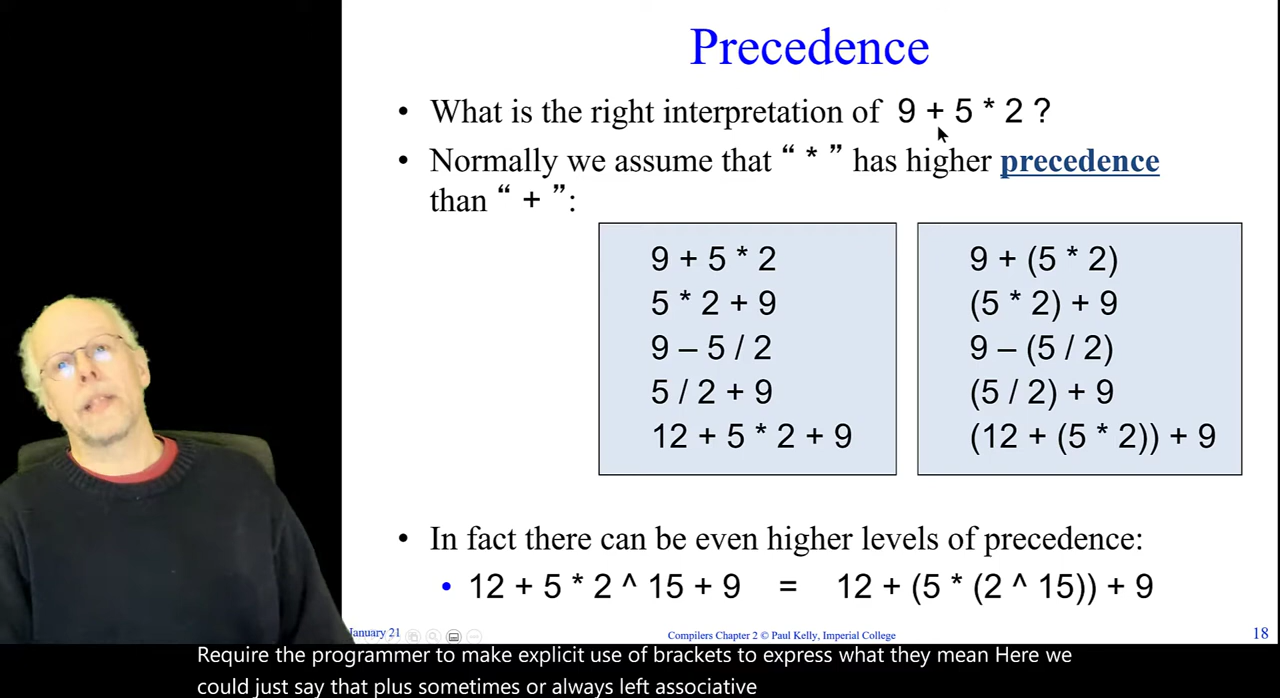 Precedence
• What is the right interpretation of 9 + 5 * 2 ?
• Normally we assume that “ * ” has higher precedence
than “ + ”:
9 + 5 * 2
5 * 2 + 9
9 – 5 / 2
5 / 2 + 9
12 + 5 * 2 + 9
9 + (5 * 2)
(5 * 2) + 9
9 – (5 / 2)
(5 / 2) + 9
(12 + (5 * 2)) + 9
• In fact there can be even higher levels of precedence:
• 12 + 5 * 2 ^ 15 + 9 = 12 + (5 * (2 ^ 15)) + 9
January 21
Compilers Chapter 2 © Paul Kelly, Imperial College
18
Require the programmer to make explicit use of brackets to express what they mean Here we
could just say that plus sometimes or always left associative